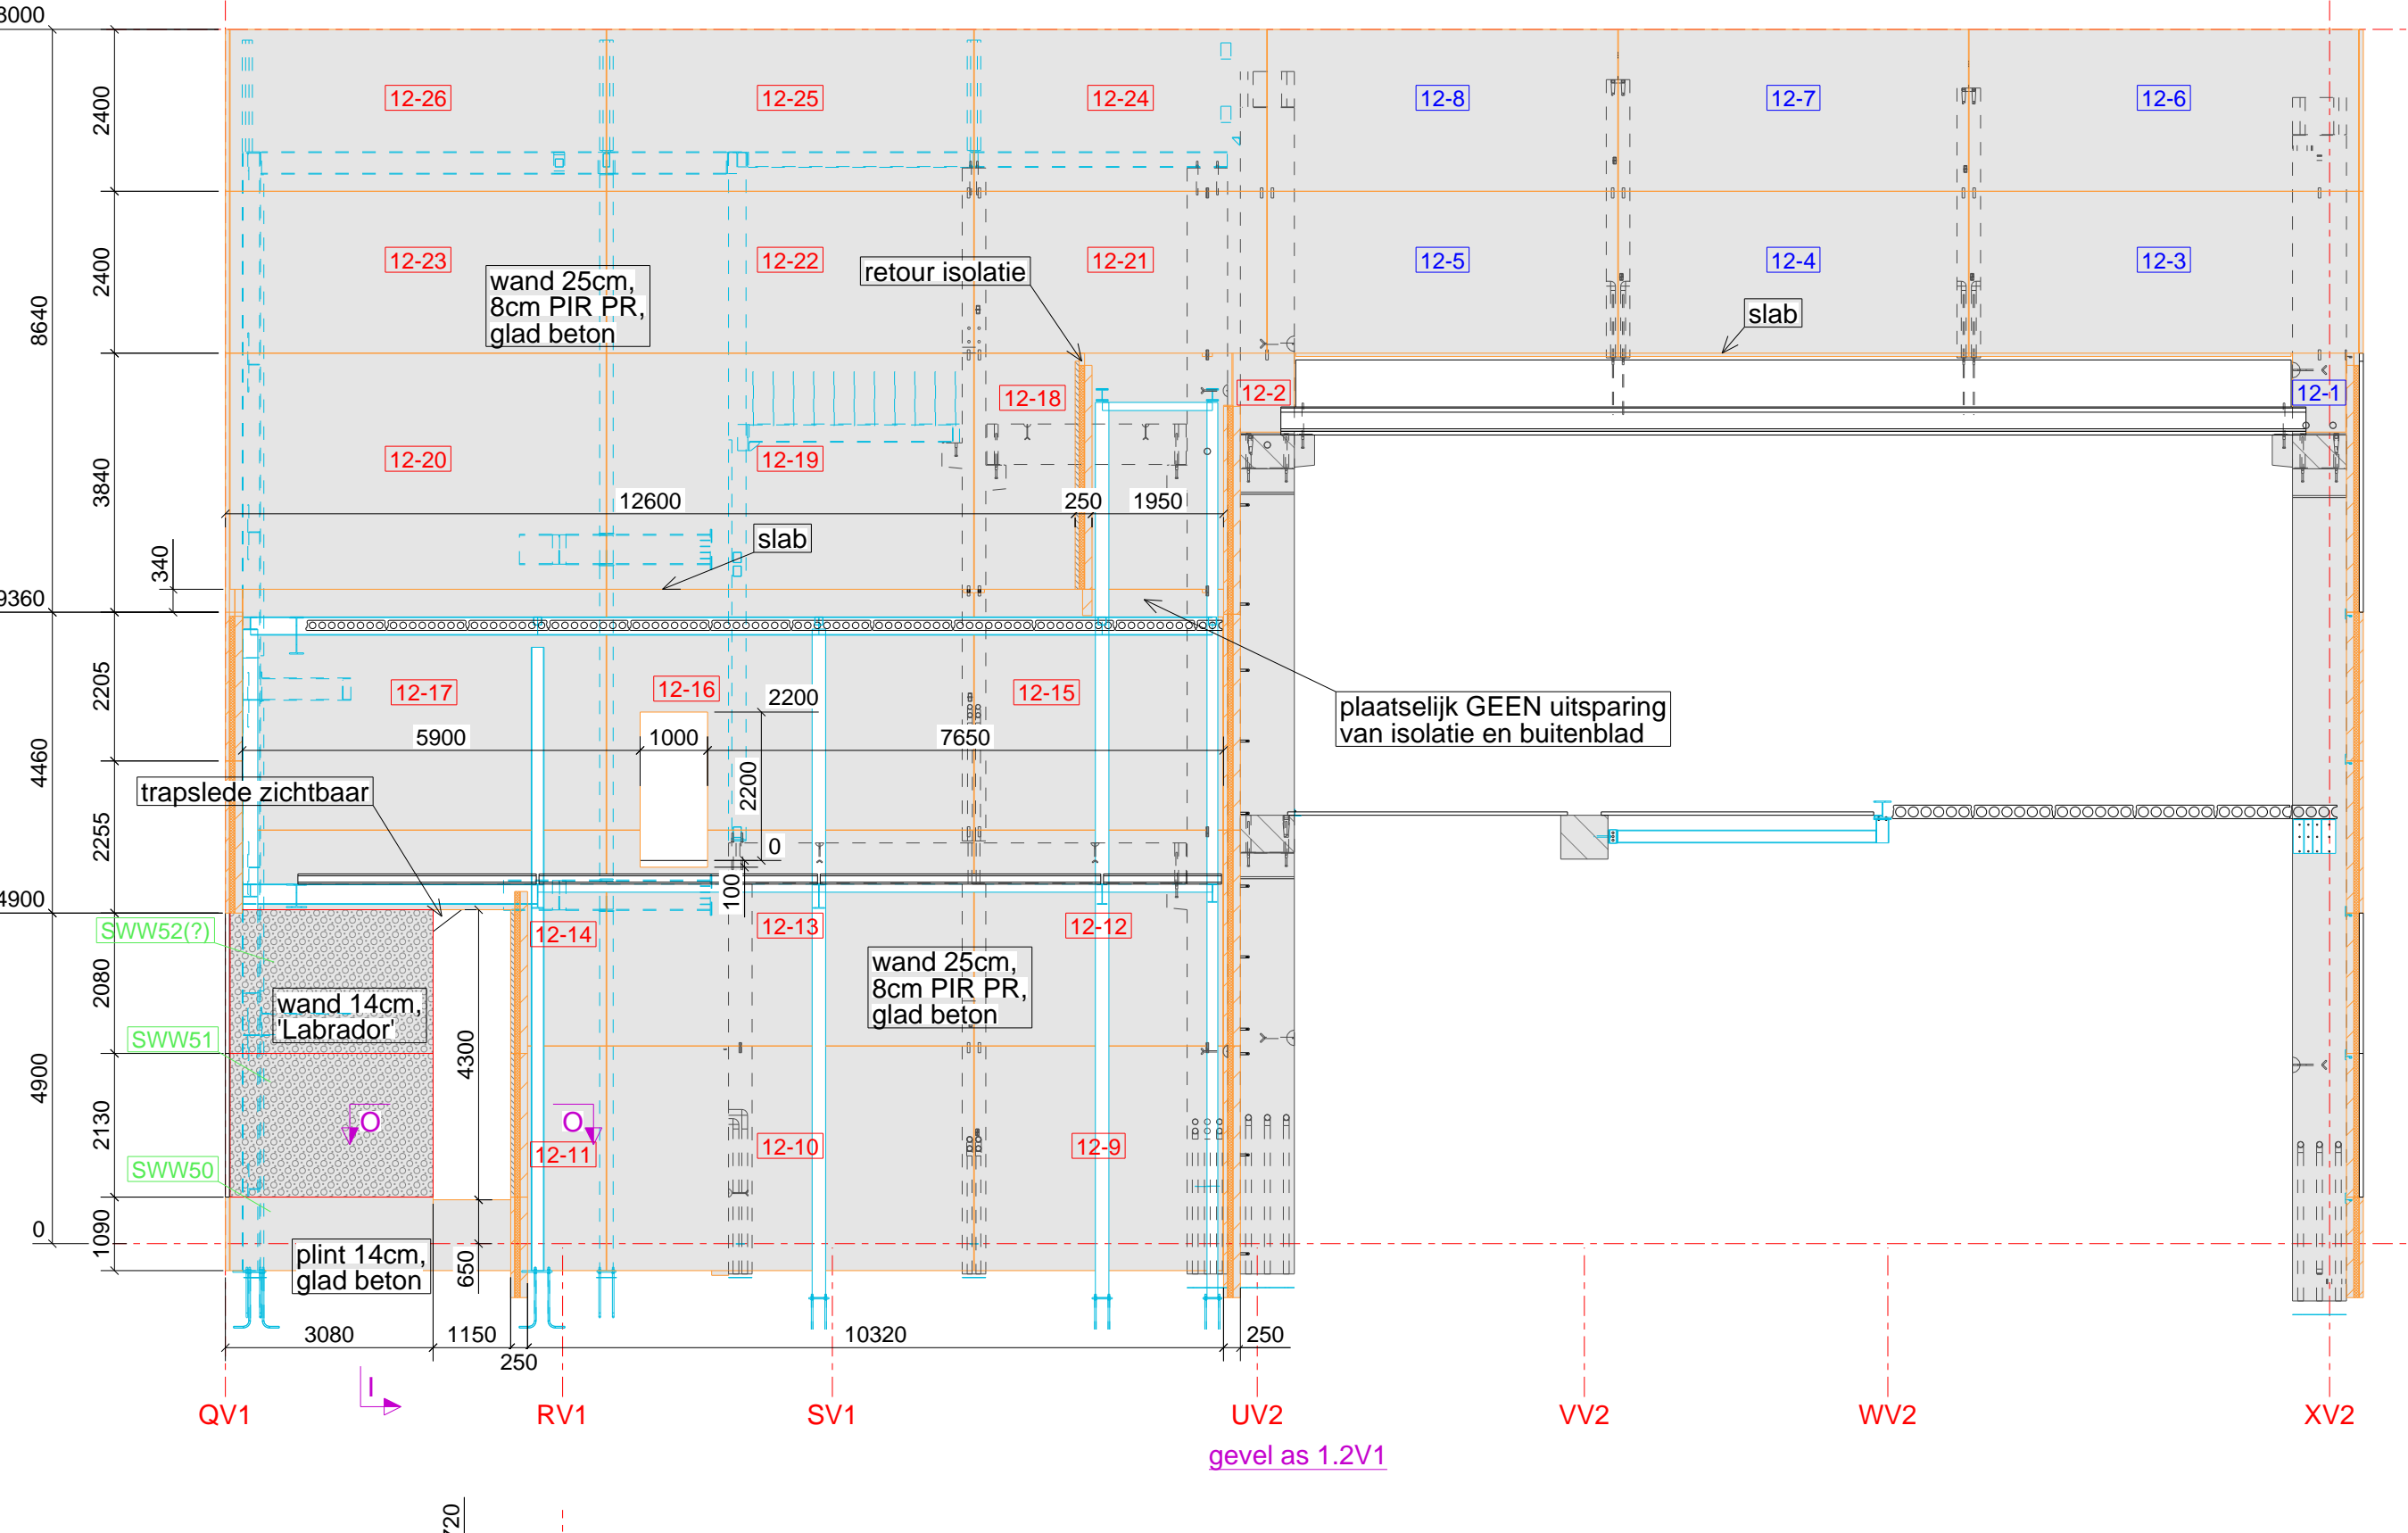 3000
2400
12-26
12-25
12-24
12-8
12-7
12-6
2400
8640
12-23
12-22
12-21
12-5
12-4
12-3
wand 25cm,
8cm PIR PR,
glad beton
retour isolatie
slab
12-18
12-2
12-1
3840
12-20
12-19
12600
250
1950
340
slab
9360
2205
4460
12-17
12-16
12-15
2200
plaatselijk GEEN uitsparing
van isolatie en buitenblad
5900
1000
7650
2200
trapslede zichtbaar
2255
0
100
4900
SWW52(?)
12-14
12-13
12-12
2080
wand 14cm,
'Labrador'
wand 25cm,
8cm PIR PR,
glad beton
SWW51
4300
4900
2130
O
O
12-11
12-10
12-9
SWW50
0
1090
plint 14cm,
glad beton
650
3080
1150
250
10320
250
I
QV1
RV1
SV1
UV2
VV2
WV2
XV2
gevel as 1.2V1
720